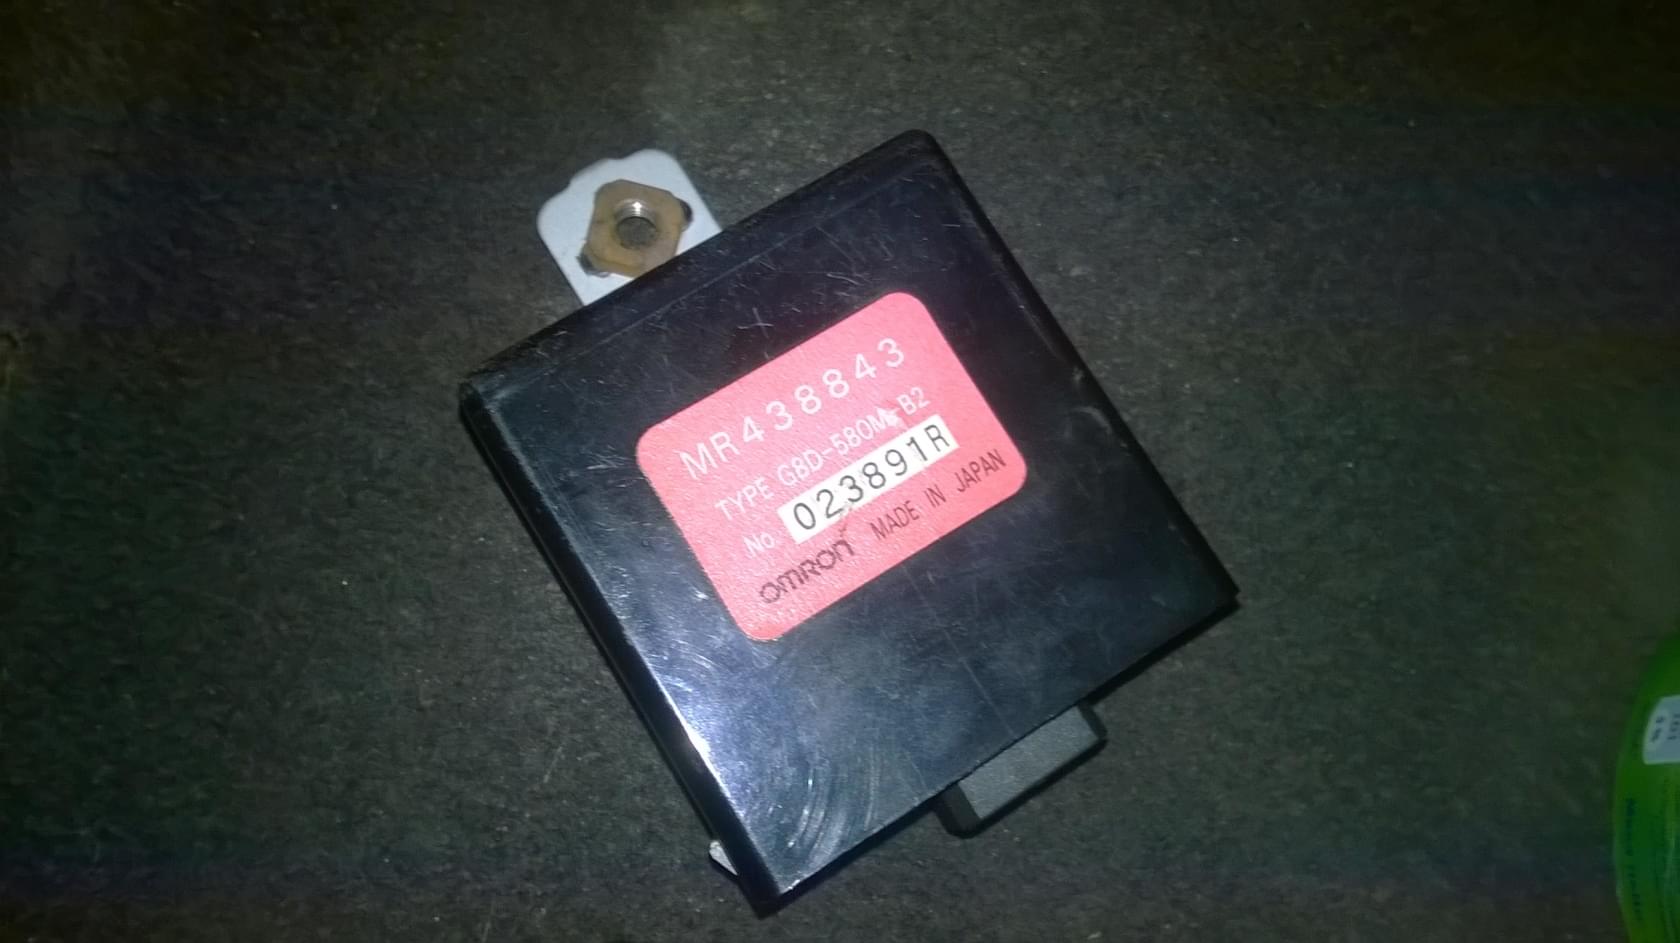 MR438843
TYPE G8D-580M-B2
No. 023891R
omron MADE IN JAPAN